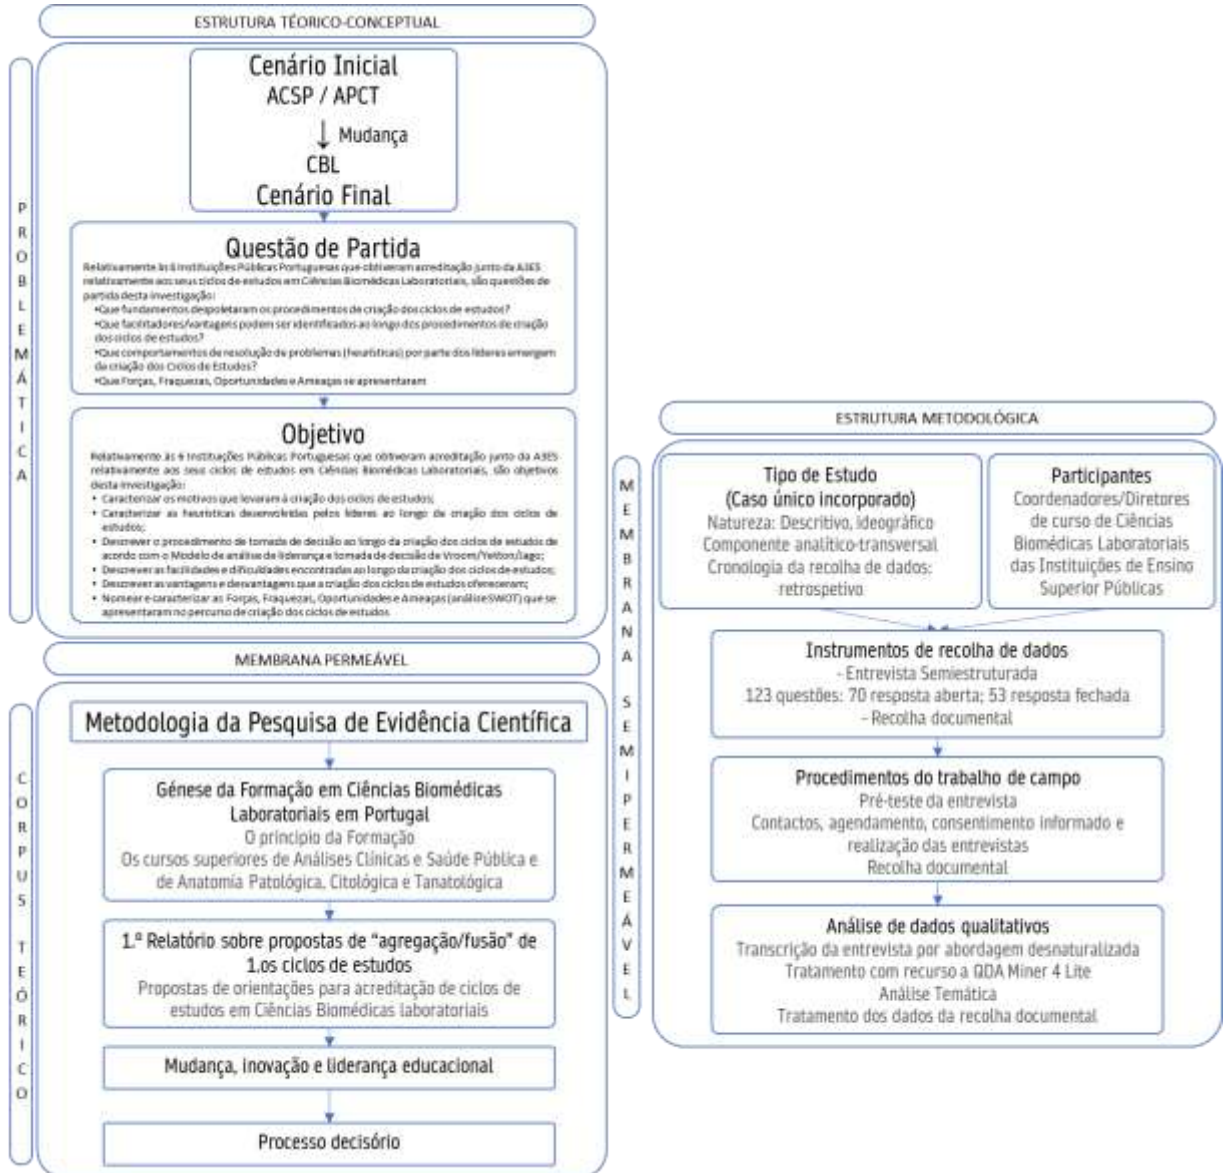 ESTRUTURA TÉORICO-CONCEPTUAL
PROBLEMÁTICA
Cenário Inicial
ACSP / APCT
Mudança
CBL
Cenário Final
Questão de Partida
Relativamente às 6 Instituições Públicas Portuguesas que obtiveram acreditação junto da A3ES
relativamente aos seus ciclos de estudos em Ciências Biomédicas Laboratoriais, são questões de
partida desta investigação:
•Que fundamentos despoletaram os procedimentos de criação dos ciclos de estudos?
•Que facilitadores/vantagens podem ser identificados ao longo dos procedimentos de criação
dos ciclos de estudos?
•Que comportamentos de resolução de problemas (heurísticas) por parte dos líderes emergem
da criação dos Ciclos de Estudos?
•Que Forças, Fraquezas, Oportunidades e Ameaças se apresentaram
Objetivo
Relativamente às 6 Instituições Públicas Portuguesas que obtiveram acreditação junto da A3ES
relativamente aos seus ciclos de estudos em Ciências Biomédicas Laboratoriais, são objetivos
desta investigação:
• Caracterizar os motivos que levaram à criação dos ciclos de estudos;
• Caracterizar as heurísticas desenvolvidas pelos líderes ao longo da criação dos ciclos de
estudos;
• Descrever o procedimento de tomada de decisão ao longo da criação dos ciclos de estudos de
acordo com o Modelo de análise de liderança e tomada de decisão de Vroom/Yetton/Jago;
• Descrever as facilidades e dificuldades encontradas ao longo da criação dos ciclos de estudos;
• Descrever as vantagens e desvantagens que a criação dos ciclos de estudos ofereceram;
• Nomear e caracterizar as Forças, Fraquezas, Oportunidades e Ameaças (análise SWOT) que se
apresentaram no percurso de criação dos ciclos de estudos
MEMBRANA PERMEÁVEL
CORPUS TEÓRICO
Metodologia da Pesquisa de Evidência Científica
Génese da Formação em Ciências Biomédicas
Laboratoriais em Portugal
O princípio da Formação
Os cursos superiores de Análises Clínicas e Saúde Pública e
de Anatomia Patológica, Citológica e Tanatológica
1.º Relatório sobre propostas de “agregação/fusão” de
1.os ciclos de estudos
Propostas de orientações para acreditação de ciclos de
estudos em Ciências Biomédicas laboratoriais
Mudança, inovação e liderança educacional
Processo decisório
MEMBRANA SEMIPERMEÁVEL
ESTRUTURA METODOLÓGICA
Tipo de Estudo
(Caso único incorporado)
Natureza: Descritivo, ideográfico
Componente analítico-transversal
Cronologia da recolha de dados:
retrospetivo
Participantes
Coordenadores/Diretores
de curso de Ciências
Biomédicas Laboratoriais
das Instituições de Ensino
Superior Públicas
Instrumentos de recolha de dados
- Entrevista Semiestruturada
123 questões: 70 resposta aberta; 53 resposta fechada
- Recolha documental
Procedimentos do trabalho de campo
Pré-teste da entrevista
Contactos, agendamento, consentimento informado e
realização das entrevistas
Recolha documental
Análise de dados qualitativos
Transcrição da entrevista por abordagem desnaturalizada
Tratamento com recurso a QDA Miner 4 Lite
Análise Temática
Tratamento dos dados da recolha documental